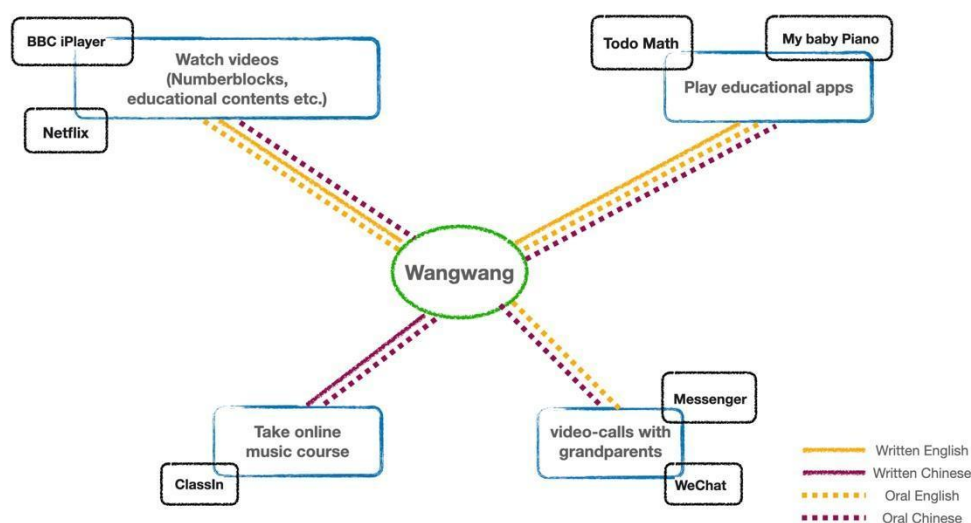 BBC iPlayer
Watch videos
(Numberblocks,
educational contents etc.)
Netflix
Todo Math
My baby Piano
Play educational apps
Wangwang
Take online
music course
ClassIn
Messenger
video-calls with
grandparents
WeChat
Written English
Written Chinese
Oral English
Oral Chinese